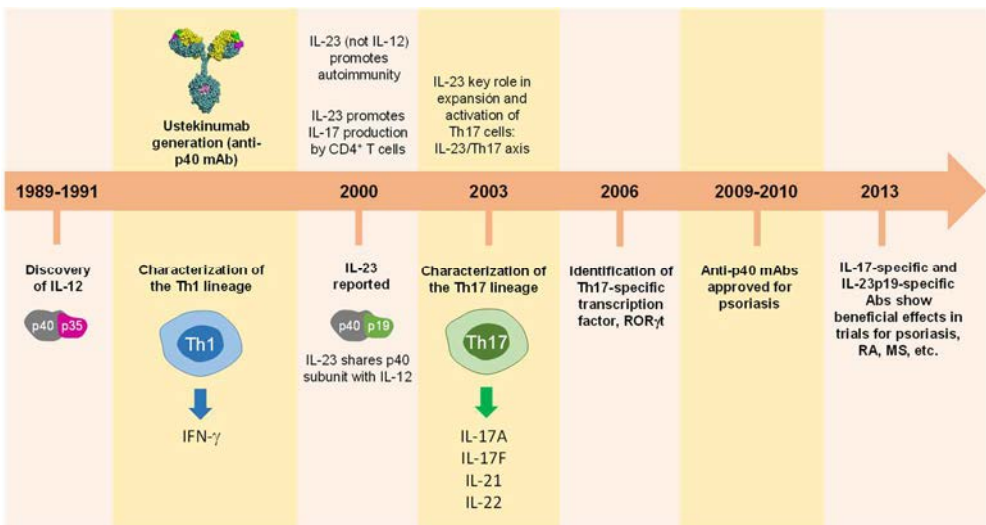 Ustekinumab
generation (anti-
p40 mAb)
IL-23 (not IL-12)
promotes
autoimmunity
IL-23 promotes
IL-17 production
by CD4⁺ T cells
IL-23 key role in
expansión and
activation of
Th17 cells:
IL-23/Th17 axis
1989-1991
2000
2003
2006
2009-2010
2013
Discovery
of IL-12
p40 p35
Characterization of
the Th1 lineage
Th1
IFN-γ
IL-23
reported
p40 p19
IL-23 shares p40
subunit with IL-12
Characterization of
the Th17 lineage
Th17
IL-17A
IL-17F
IL-21
IL-22
Identification of
Th17-specific
transcription
factor, RORγt
Anti-p40 mAbs
approved for
psoriasis
IL-17-specific and
IL-23p19-specific
Abs show
beneficial effects in
trials for psoriasis,
RA, MS, etc.